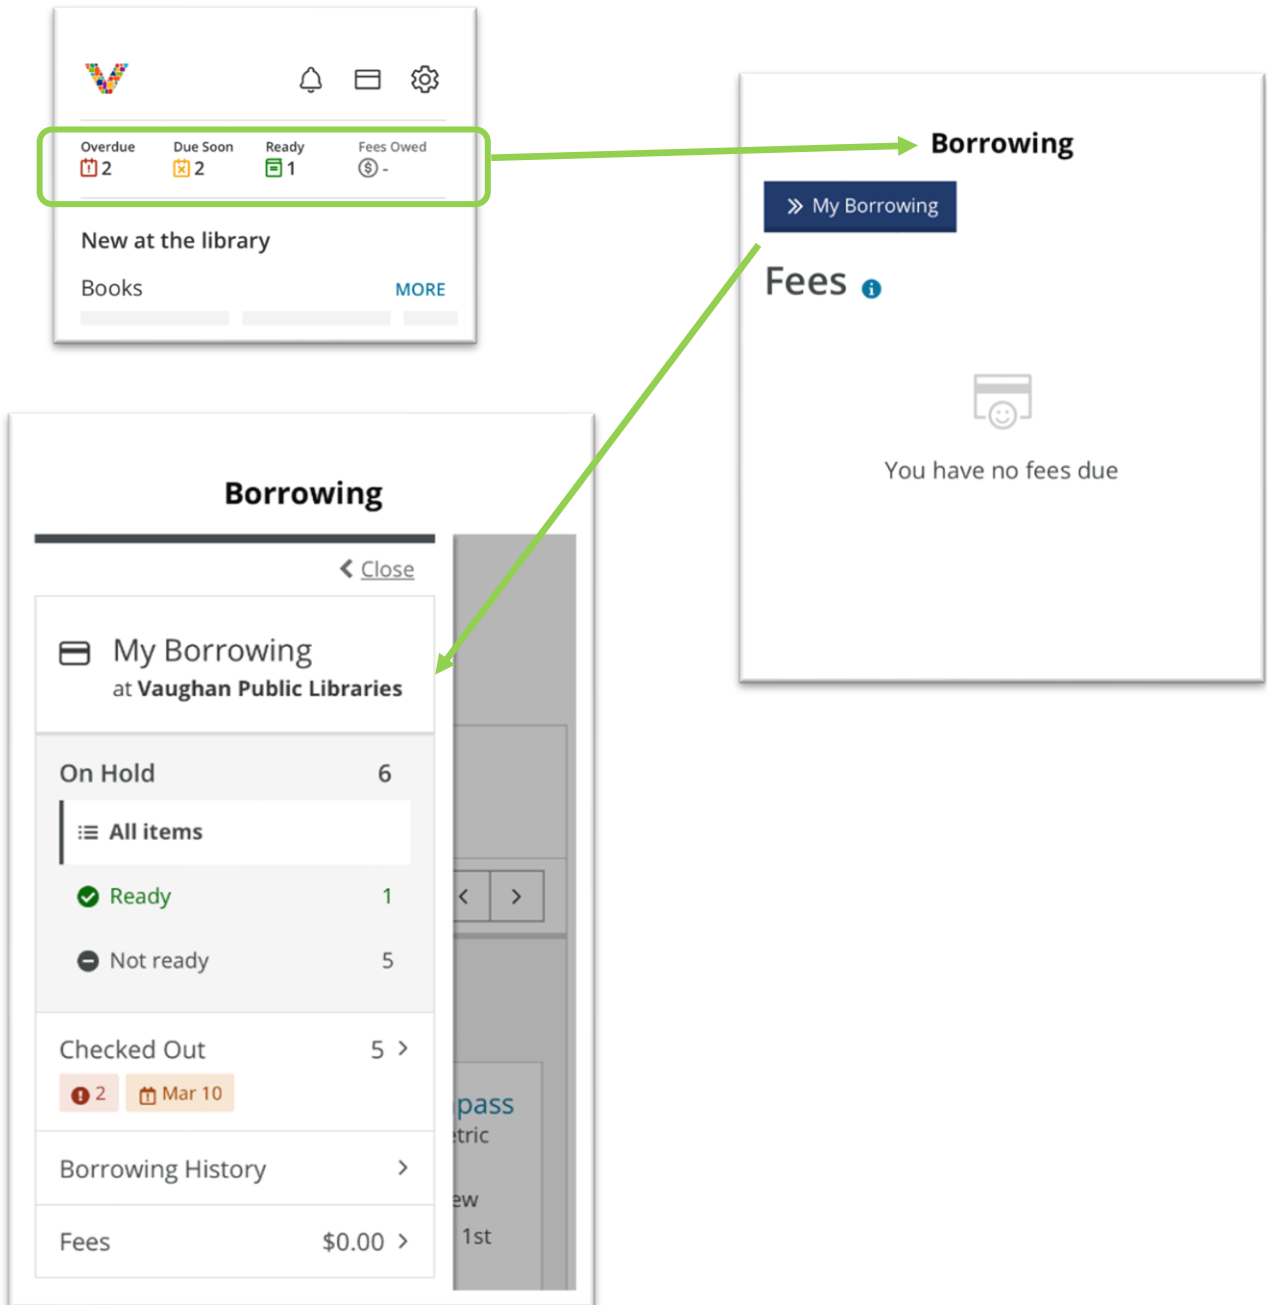 Overdue Due Soon Ready Fees Owed
2 2 1 -
New at the library
Books MORE
Borrowing
My Borrowing
Fees
You have no fees due
Borrowing
Close
My Borrowing
at Vaughan Public Libraries
On Hold 6
All items
Ready 1
Not ready 5
Checked Out 5
2 Mar 10
Borrowing History
Fees $0.00
pass
tric
ew
1st